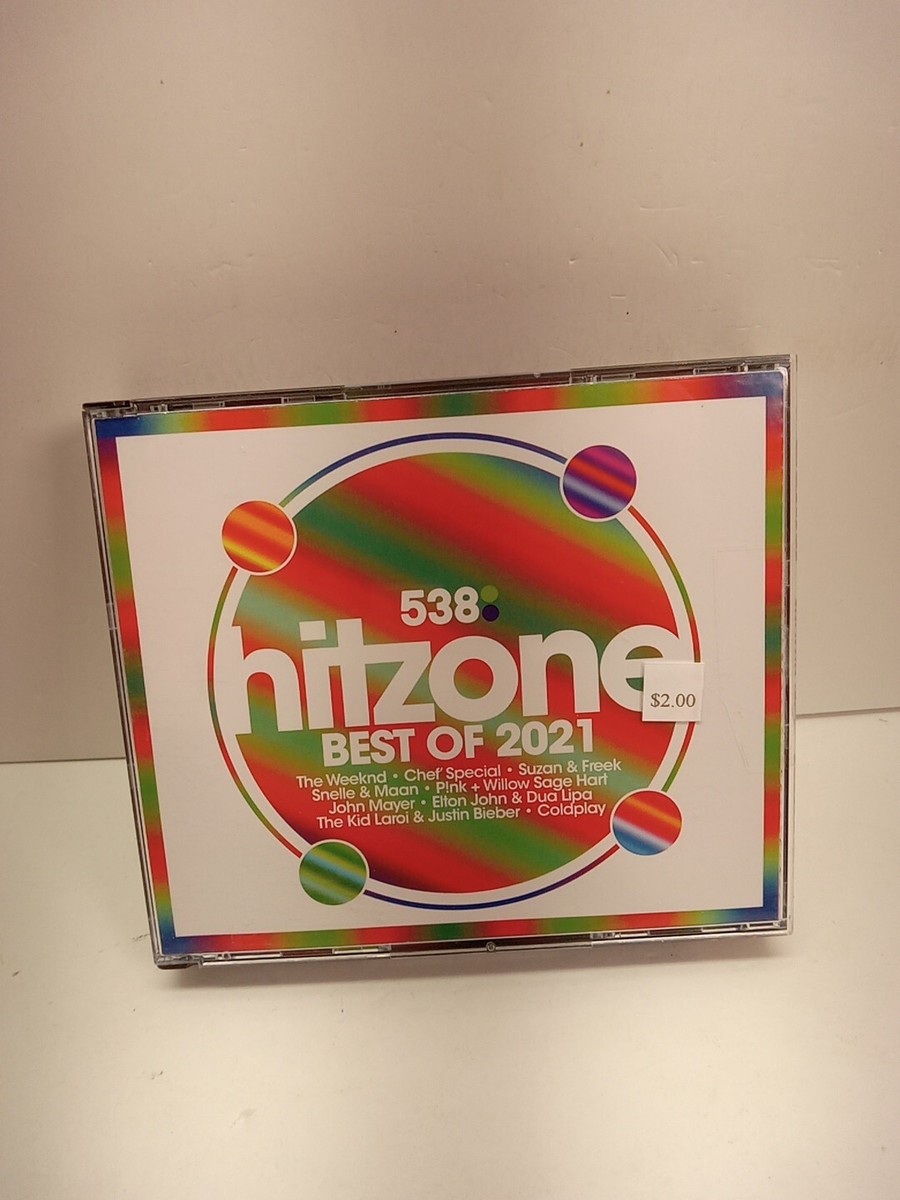 538
hitzone
$2.00
BEST OF 2021
The Weeknd • Chef'Special • Suzan & Freek
Snelle & Maan • P!nk + Willow Sage Hart
John Mayer • Elton John & Dua Lipa
The Kid Laroi & Justin Bieber • Coldplay